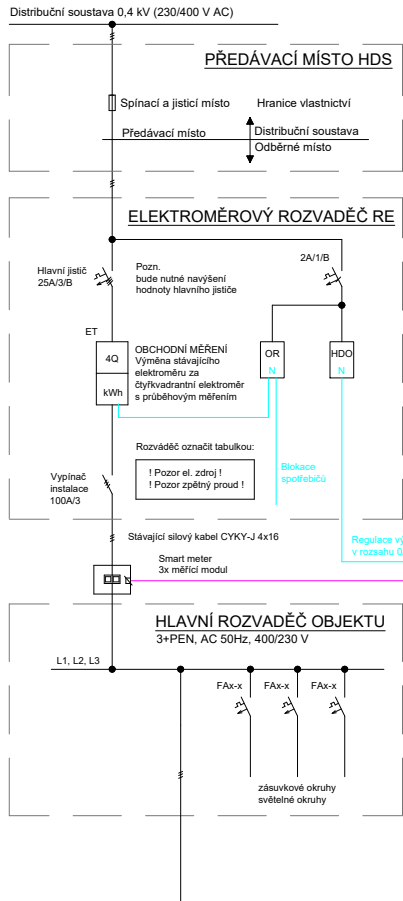 Distribuční soustava 0,4 kV (230/400 V AC)
PŘEDÁVACÍ MÍSTO HDS
Spínací a jisticí místo
Hranice vlastnictví
Předávací místo
Distribuční soustava
Odběrné místo
ELEKTROMĚROVÝ ROZVADĚČ RE
2A/1/B
Hlavní jistič
25A/3/B
Pozn.
bude nutné navýšení
hodnoty hlavního jističe
ET
4Q
kWh
OBCHODNÍ MĚŘENÍ
Výměna stávajícího
elektroměru za
čtyřkvadrantní elektroměr
s průběhovým měřením
OR
N
HDO
N
Rozváděč označit tabulkou:
! Pozor el. zdroj !
! Pozor zpětný proud !
Blokace
spotřebičů
Vypínač
instalace
100A/3
Stávající silový kabel CYKY-J 4x16
Regulace
v rozsahu
Smart meter
3x měřící modul
HLAVNÍ ROZVADĚČ OBJEKTU
3+PEN, AC 50Hz, 400/230 V
L1, L2, L3
FAx-x
FAx-x
FAx-x
zásuvkové okruhy
světelné okruhy